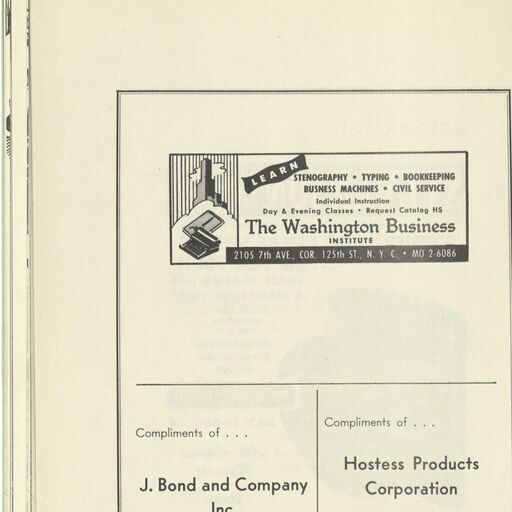 LEARN
STENOGRAPHY • TYPING • BOOKKEEPING
BUSINESS MACHINES • CIVIL SERVICE
Individual Instruction
Day & Evening Classes • Request Catalog HS
The Washington Business
INSTITUTE
2105 7th AVE., COR. 125th ST., N. Y. C. • MO 2-6086
Compliments of . . .
J. Bond and Company
Inc.
Compliments of . . .
Hostess Products
Corporation